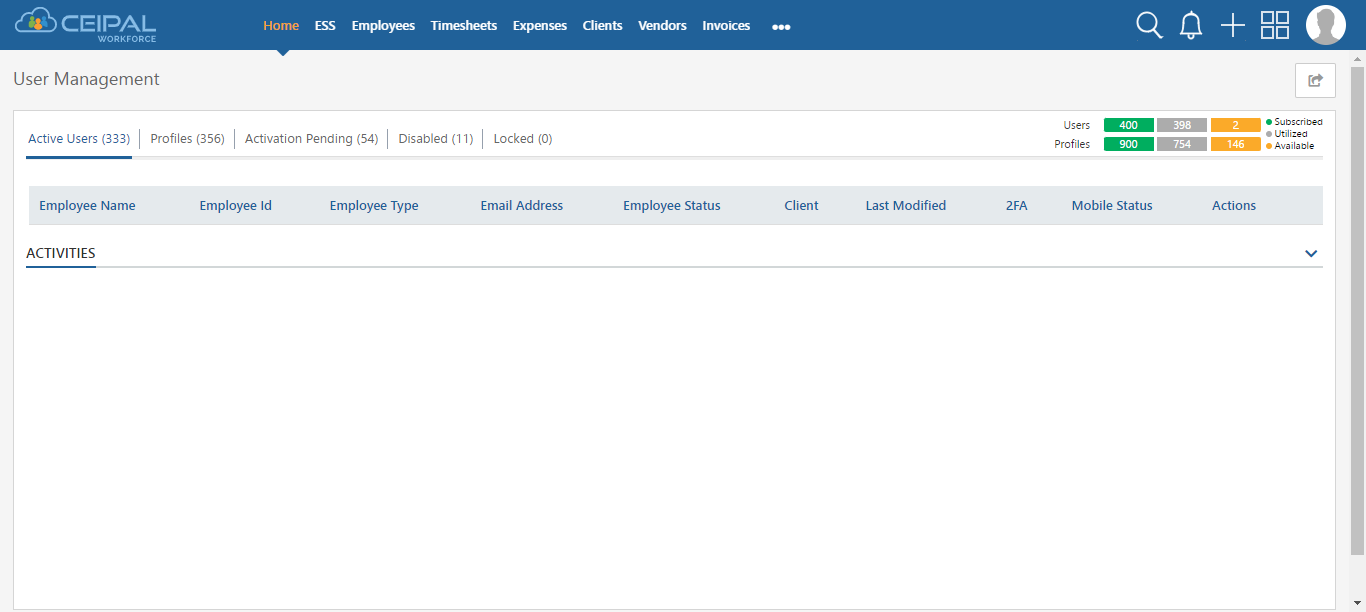 CEIPAL
WORKFORCE
Home ESS Employees Timesheets Expenses Clients Vendors Invoices
User Management
Active Users (333) Profiles (356) Activation Pending (54) Disabled (11) Locked (0)
Users 400 398 2
Profiles 900 754 146
Subscribed
Utilized
Available
Employee Name Employee Id Employee Type Email Address Employee Status Client Last Modified 2FA Mobile Status Actions
ACTIVITIES